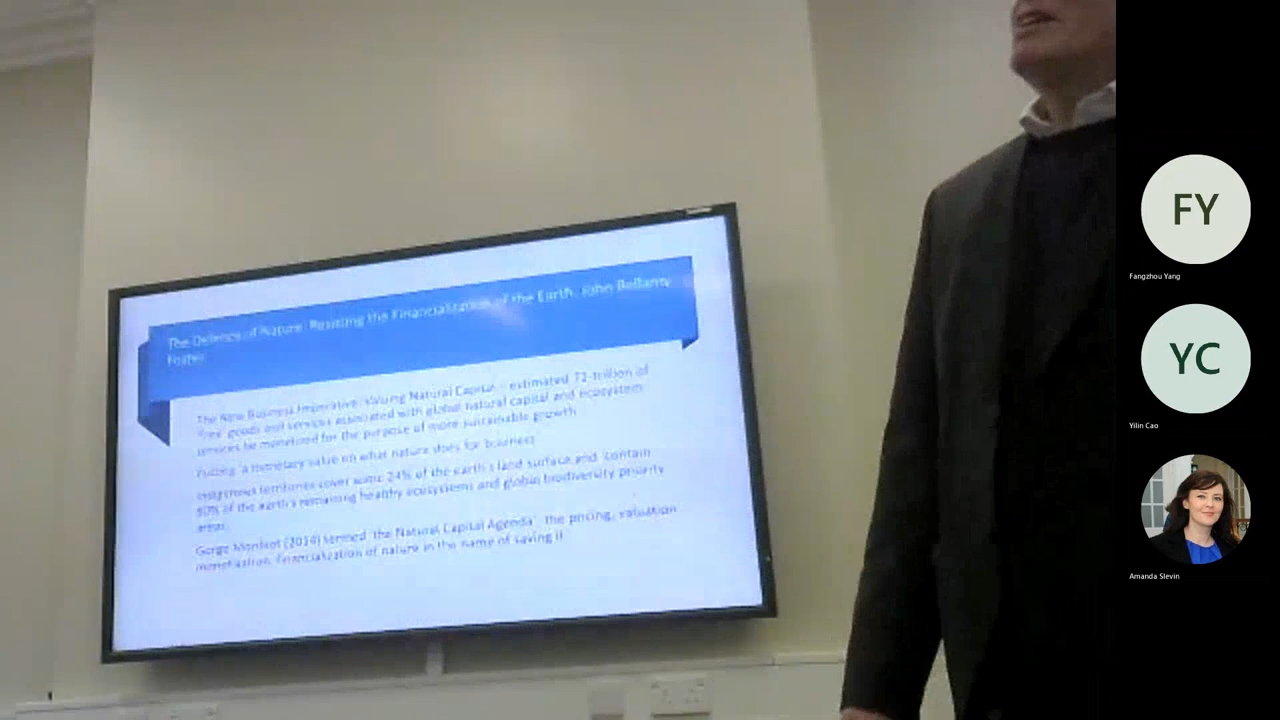 The Defence of Nature: Resisting the Financialization of the Earth. John Bellamy
Foster
The New Business Imperative: Valuing Natural Capital – estimated 72-trillion of
'free' goods and services associated with global natural capital and ecosystem
services be monetized for the purpose of more sustainable growth
Putting 'a monetary value on what nature does for business
Indigenous territories cover some 24% of the earth's land surface and 'contain
80% of the earth's remaining healthy ecosystems and global biodiversity priority
areas.
Gorge Monbiot (2014) termed 'the Natural Capital Agenda': the pricing, valuation
monetisation, financialization of nature in the name of saving it
FY
Fangzhou Yang
YC
Yilin Cao
Amanda Slevin